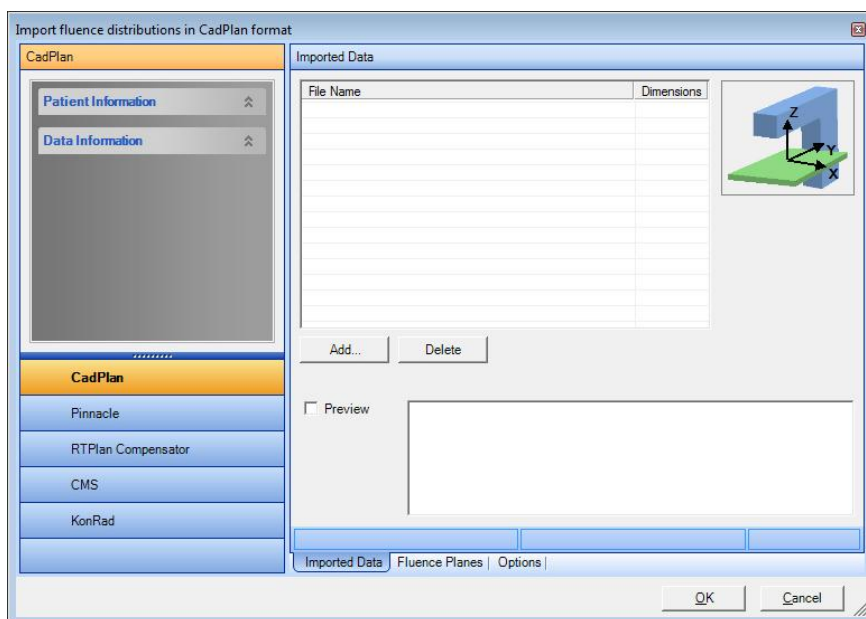 Import fluence distributions in CadPlan format
CadPlan
Patient Information
Data Information
CadPlan
Pinnacle
RTPlan Compensator
CMS
KonRad
Imported Data
File Name Dimensions
Z
Y
X
Add... Delete
Preview
Imported Data Fluence Planes | Options |
OK Cancel